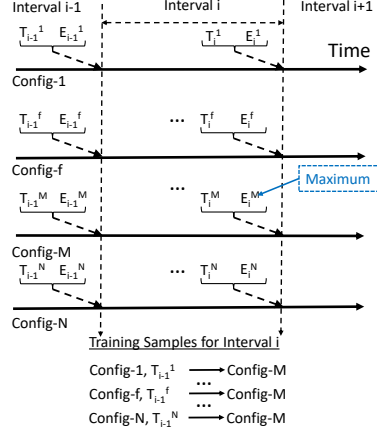 Interval i-1 Interval i Interval i+1
T_{i-1}^1 E_{i-1}^1 T_i^1 E_i^1
Time
Config-1
T_{i-1}^f E_{i-1}^f ... T_i^f E_i^f
Config-f
...
Maximum
T_{i-1}^M E_{i-1}^M T_i^M E_i^M
Config-M
T_{i-1}^N E_{i-1}^N ... T_i^N E_i^N
Config-N
Training Samples for Interval i
Config-1, T_{i-1}^1 → Config-M
...
Config-f, T_{i-1}^f → Config-M
...
Config-N, T_{i-1}^N → Config-M